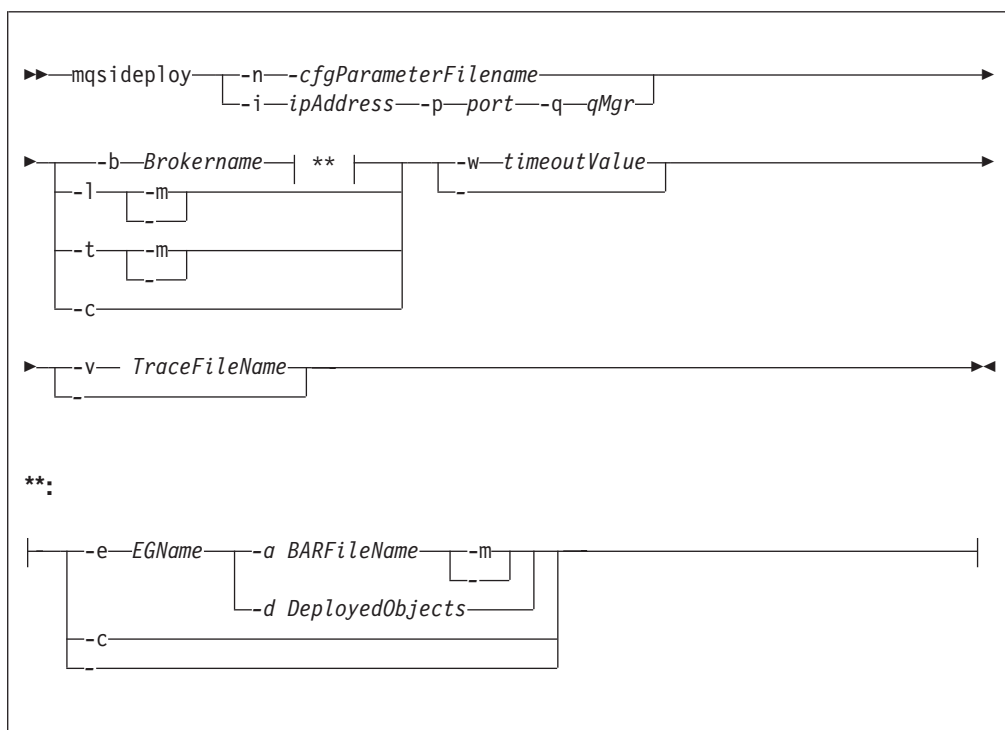 mqsideploy -n -cfgParameterFilename
-i ipAddress -p port -q qMgr
-b Brokername ** -w timeoutValue
-l -m -
-
-t -m
-
-c
-v TraceFileName
-
**:
-e EGName -a BARFileName -m
-
-d DeployedObjects
-c
-